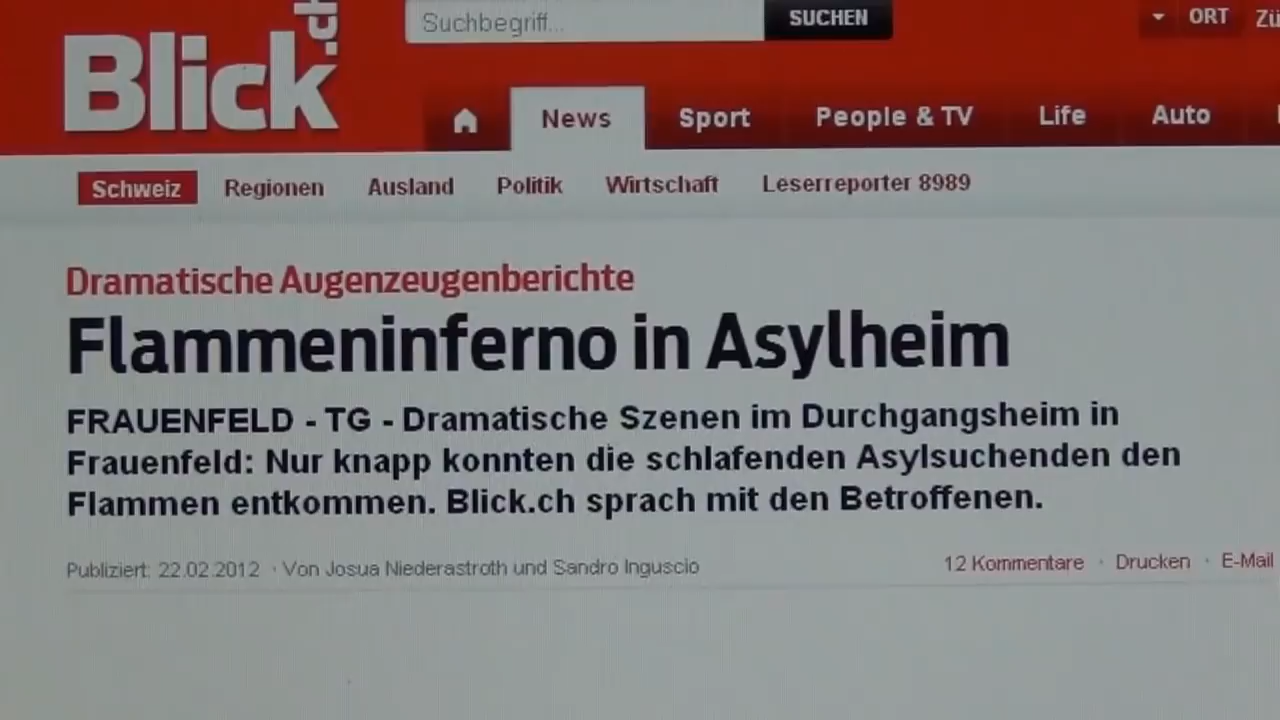 Blick.ch
Suchbegriff...
SUCHEN
ORT
News
Sport
People & TV
Life
Auto
Schweiz
Regionen
Ausland
Politik
Wirtschaft
Leserreporter 8989
Dramatische Augenzeugenberichte
Flammeninferno in Asylheim
FRAUENFELD - TG - Dramatische Szenen im Durchgangsheim in
Frauenfeld: Nur knapp konnten die schlafenden Asylsuchenden den
Flammen entkommen. Blick.ch sprach mit den Betroffenen.
Publiziert: 22.02.2012 · Von Josua Niederastroth und Sandro Inguscio
12 Kommentare · Drucken · E-Mail